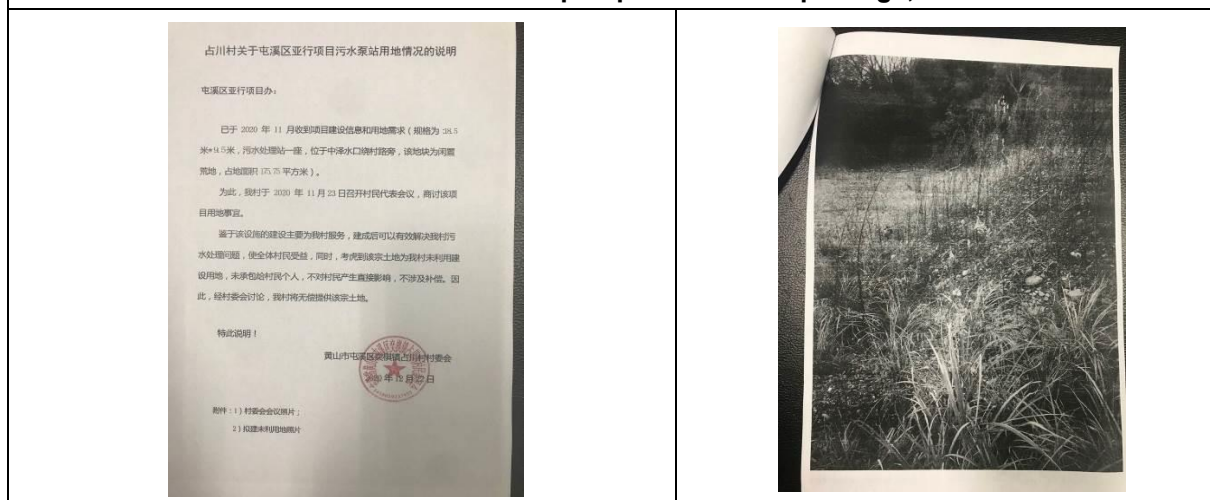 占川村关于屯溪区亚行项目污水泵站用地情况的说明
屯溪区亚行项目办:
已于 2020 年 11 月收到项目建设信息和用地需求(规格为 18.5
米*9.5米,污水处理站一座,位于中泽水口绕村路旁,该地块为闲置
荒地,占地面积 175.75 平方米)。
为此,我村于 2020 年 11 月 23 日召开村民代表会议,商讨该项
目用地事宜。
鉴于该设施的建设主要为我村服务,建成后可以有效解决我村污
水处理问题,使全体村民受益,同时,考虑到该宗土地为我村未利用建
设用地,未承包给村民个人,不对村民产生直接影响,不涉及补偿。因
此,经村委会讨论,我村将无偿提供该宗土地。
特此说明!
黄山市屯溪区奕棋镇占川村村委会
2020 年 12 月 日
附件:1)村委会会议照片;
2)拟建未利用地照片